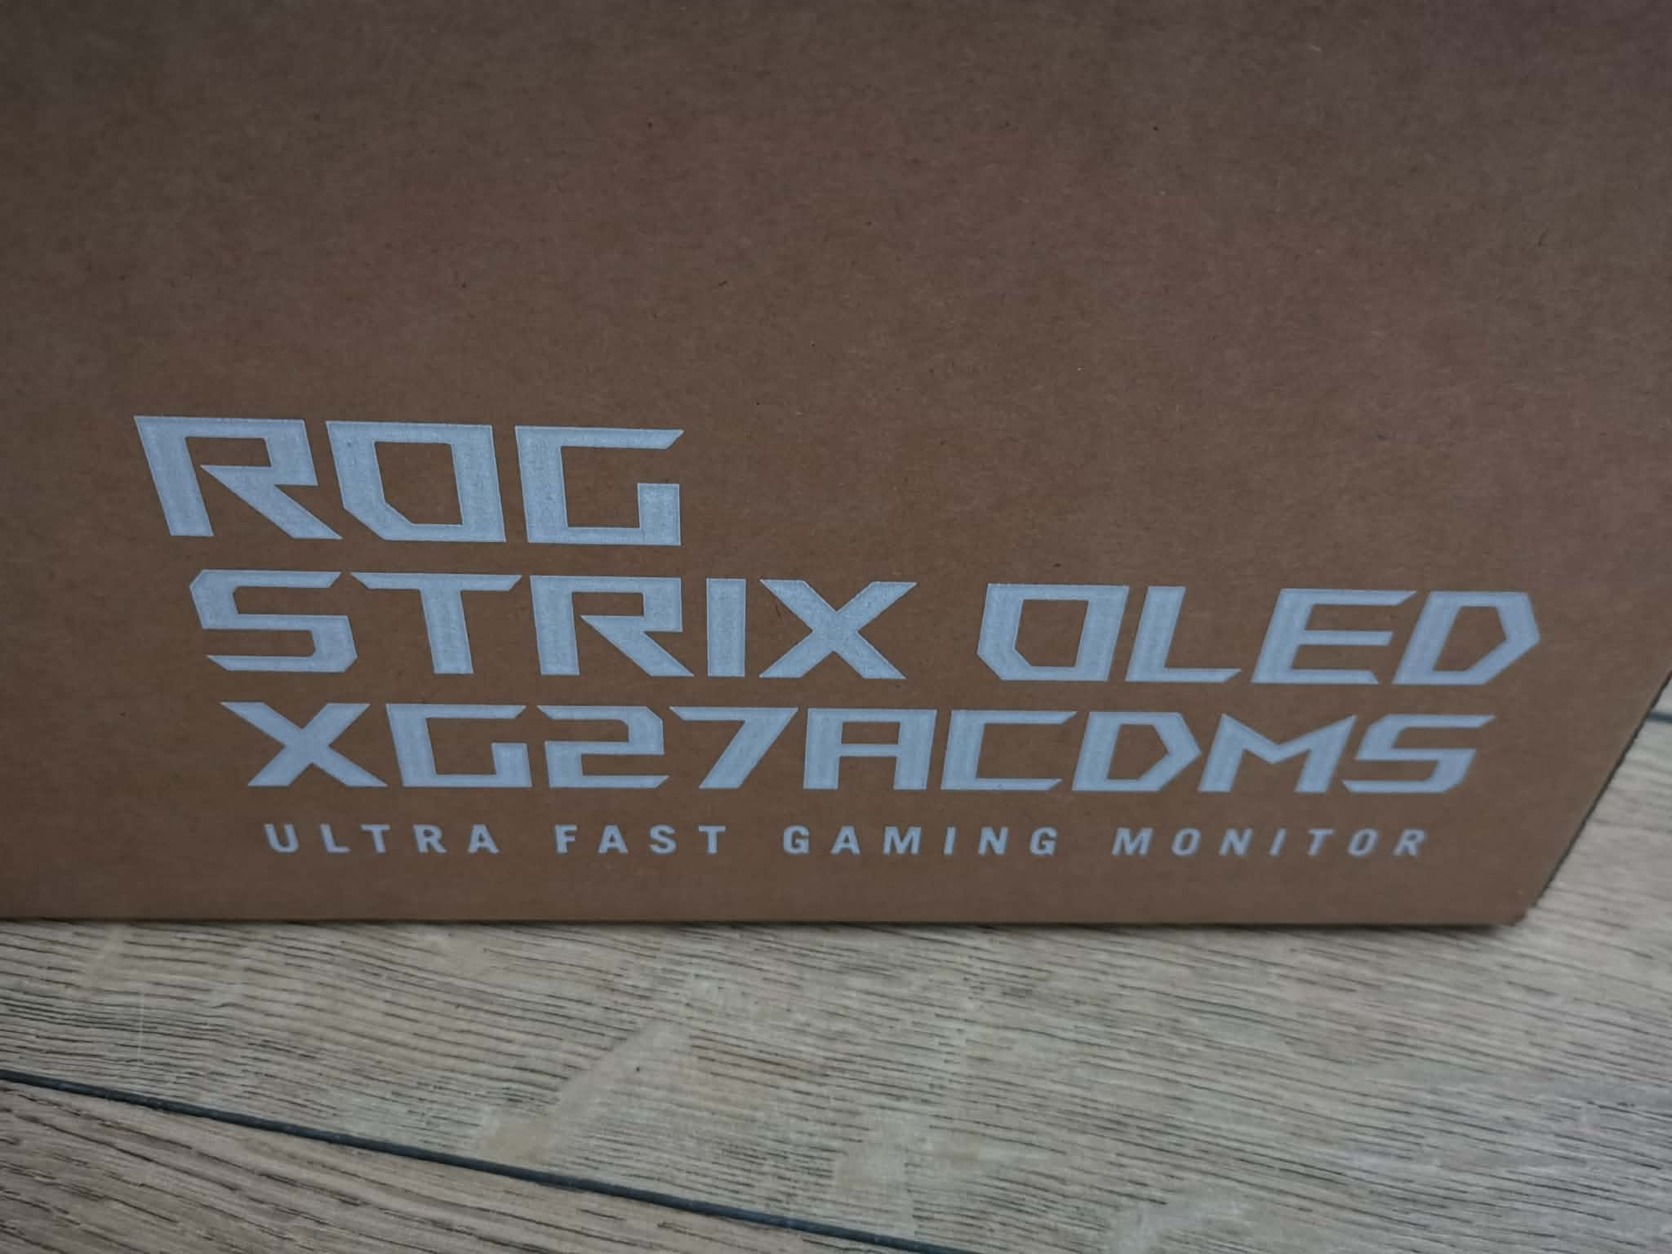 ROG
STRIX OLED
XG27ACDMS
ULTRA FAST GAMING MONITOR